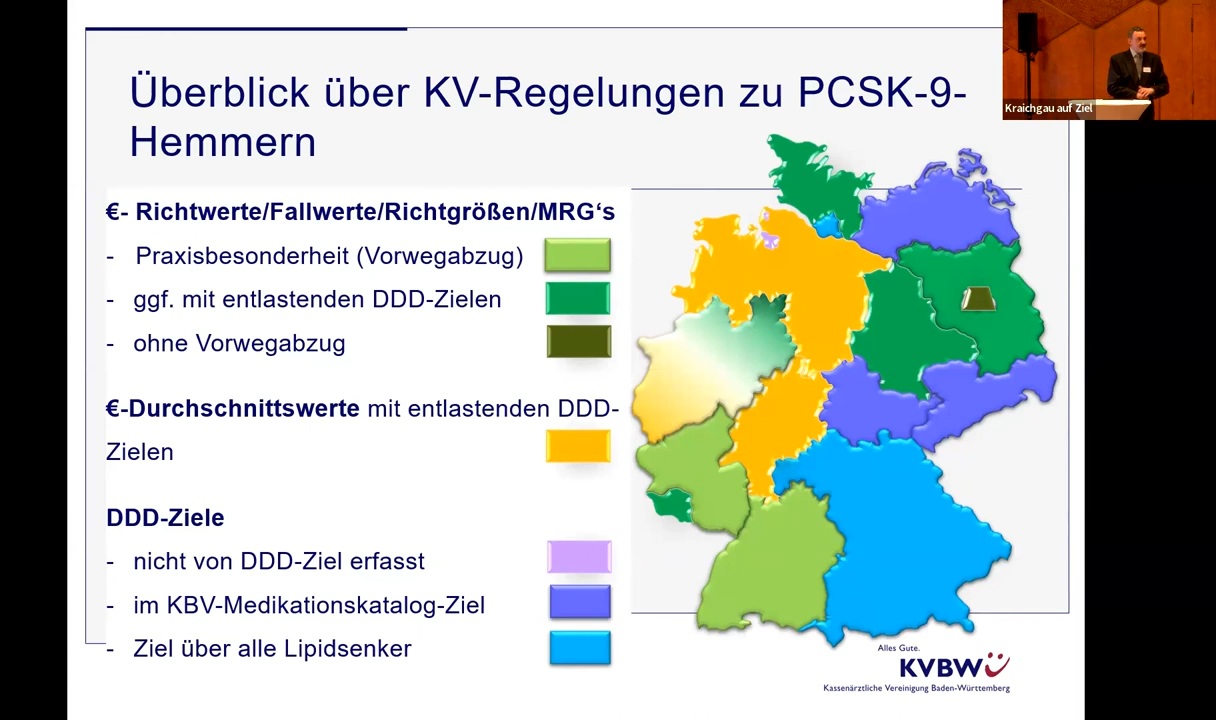 Überblick über KV-Regelungen zu PCSK-9-
Hemmern
Kraichgau auf Ziel
€- Richtwerte/Fallwerte/Richtgrößen/MRG‘s
- Praxisbesonderheit (Vorwegabzug)
- ggf. mit entlastenden DDD-Zielen
- ohne Vorwegabzug
€-Durchschnittswerte mit entlastenden DDD-
Zielen
DDD-Ziele
- nicht von DDD-Ziel erfasst
- im KBV-Medikationskatalog-Ziel
- Ziel über alle Lipidsenker
Alles Gute.
KVBW
Kassenärztliche Vereinigung Baden-Württemberg